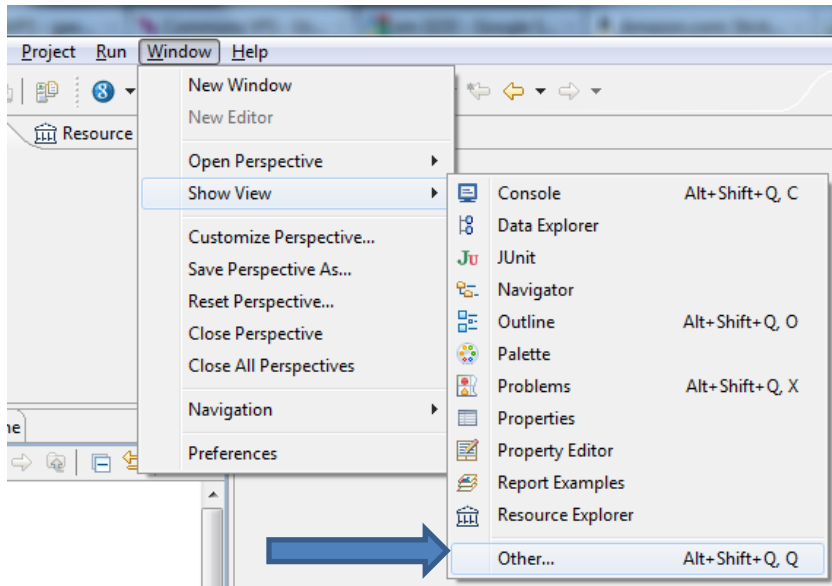 Project Run Window Help
New Window
New Editor
Resource
Open Perspective
Show View
Customize Perspective...
Save Perspective As...
Reset Perspective...
Close Perspective
Close All Perspectives
Navigation
Preferences
Console Alt+Shift+Q, C
Data Explorer
JUnit
Navigator
Outline Alt+Shift+Q, O
Palette
Problems Alt+Shift+Q, X
Properties
Property Editor
Report Examples
Resource Explorer
Other... Alt+Shift+Q, Q